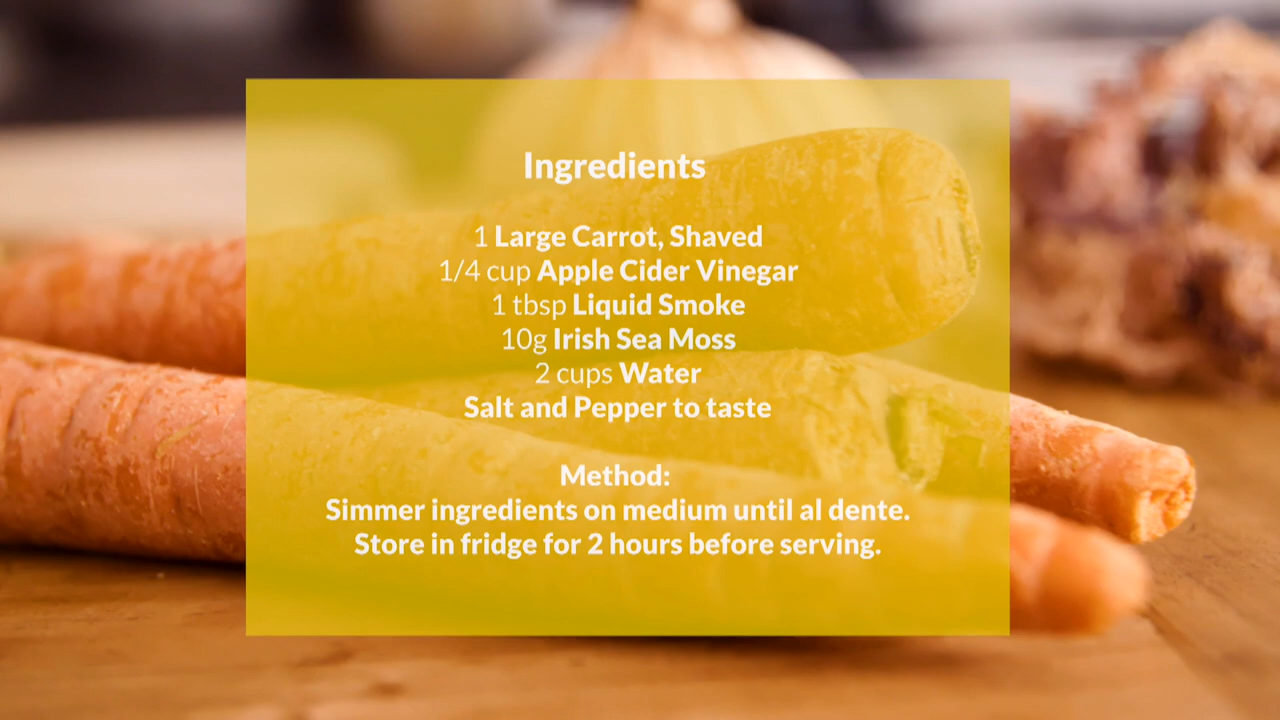 Ingredients
1 Large Carrot, Shaved
1/4 cup Apple Cider Vinegar
1 tbsp Liquid Smoke
10g Irish Sea Moss
2 cups Water
Salt and Pepper to taste
Method:
Simmer ingredients on medium until al dente.
Store in fridge for 2 hours before serving.